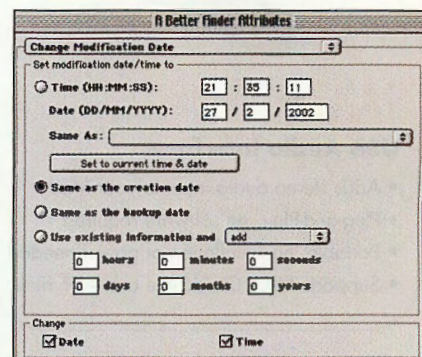 A Better Finder Attributes
Change Modification Date
Set modification date/time to
Time (HH:MM:SS): 21 : 35 : 11
Date (DD/MM/YYYY): 27 / 2 / 2002
Same As:
Set to current time & date
Same as the creation date
Same as the backup date
Use existing information and add
0 hours 0 minutes 0 seconds
0 days 0 months 0 years
Change
Date Time